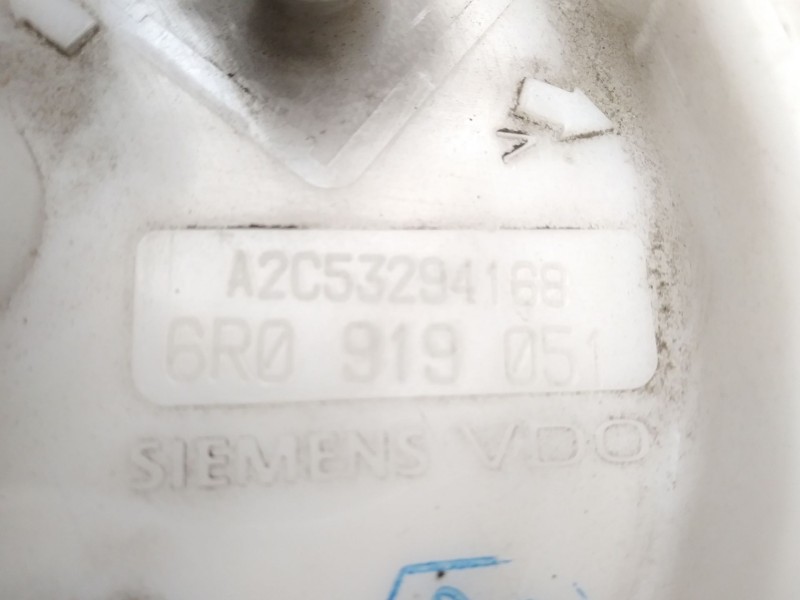 A2C53294168
6R0 919 051
SIEMENS VDO